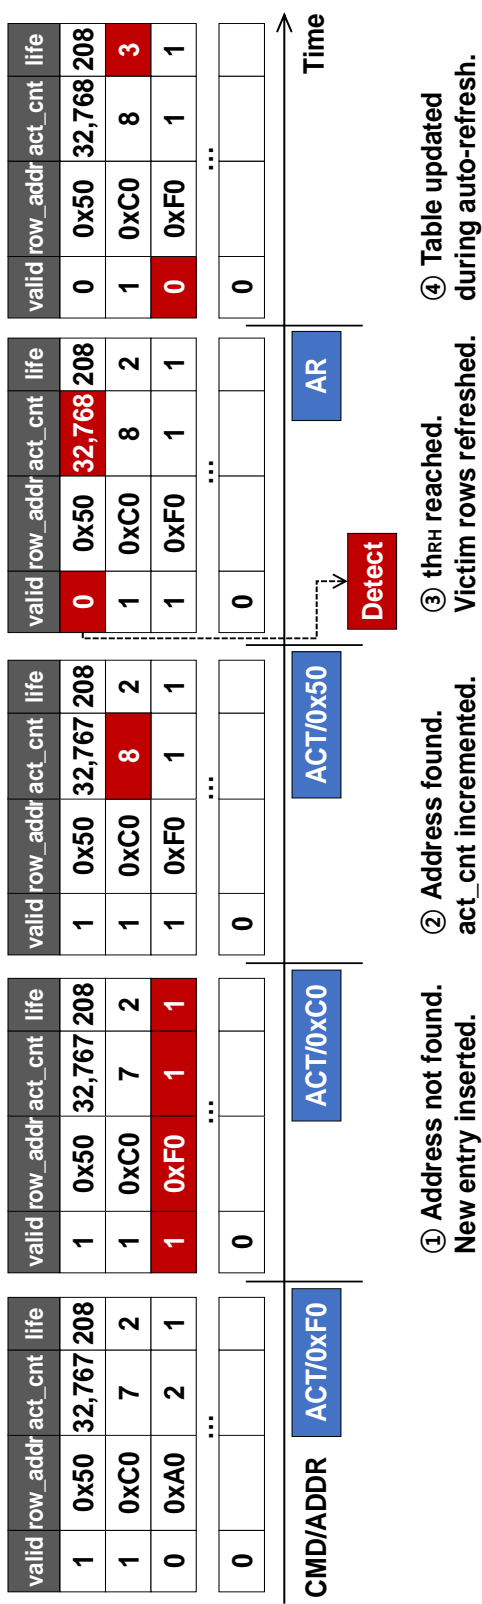 valid row_addr act_cnt life
1 0x50 32,767 208
1 0xC0 7 2
0 0xA0 2 1
...
0
valid row_addr act_cnt life
1 0x50 32,767 208
1 0xC0 7 2
1 0xF0 1 1
...
0
valid row_addr act_cnt life
1 0x50 32,767 208
1 0xC0 8 2
1 0xF0 1 1
...
0
valid row_addr act_cnt life
0 0x50 32,768 208
1 0xC0 8 2
1 0xF0 1 1
...
0
valid row_addr act_cnt life
0 0x50 32,768 208
1 0xC0 8 3
0 0xF0 1 1
...
0
CMD/ADDR
ACT/0xF0
ACT/0xC0
ACT/0x50
AR
Time
Detect
① Address not found.
New entry inserted.
② Address found.
act_cnt incremented.
③ thRH reached.
Victim rows refreshed.
④ Table updated
during auto-refresh.